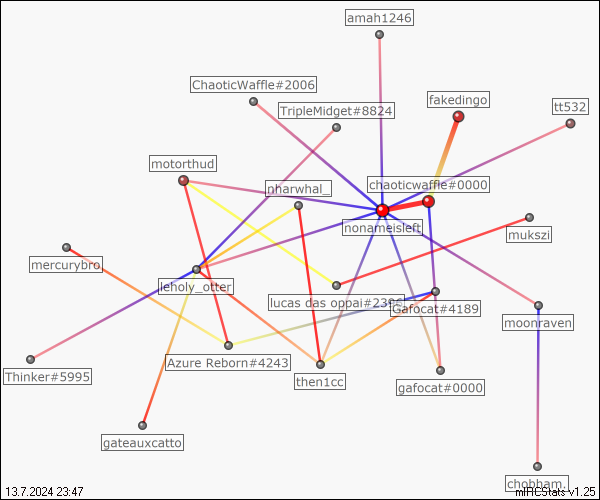 amah1246
ChaoticWaffle#2006
TripleMidget#8824
fakedingo
tt532
motorthud
nharwhal_
chaoticwaffle#0000
nonameisleft
mukszi
mercurybro
leholy_otter
lucas das oppai#2396
Gafocat#4189
moonraven
Thinker#5995
Azure Reborn#4243
then1cc
gafocat#0000
gateauxcatto
chobham.
13.7.2024 23:47
mIRCStats v1.25